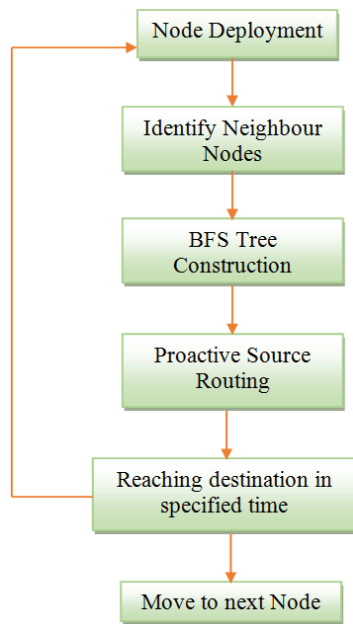 Node Deployment
Identify Neighbour
Nodes
BFS Tree
Construction
Proactive Source
Routing
Reaching destination in
specified time
Move to next Node